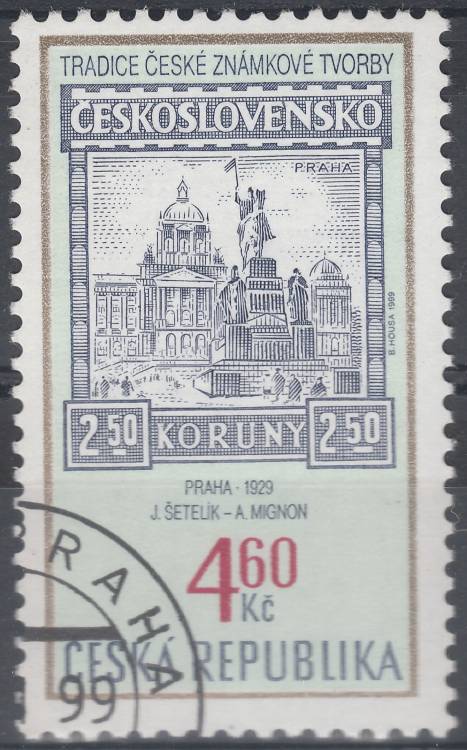 TRADICE ČESKÉ ZNÁMKOVÉ TVORBY
ČESKOSLOVENSKO
PRAHA
B. HOUSA 1999
2 50 KORUNY 2 50
PRAHA · 1929
J. ŠETELÍK – A. MIGNON
4 60
Kč
ČESKÁ REPUBLIKA
PRAHA
99